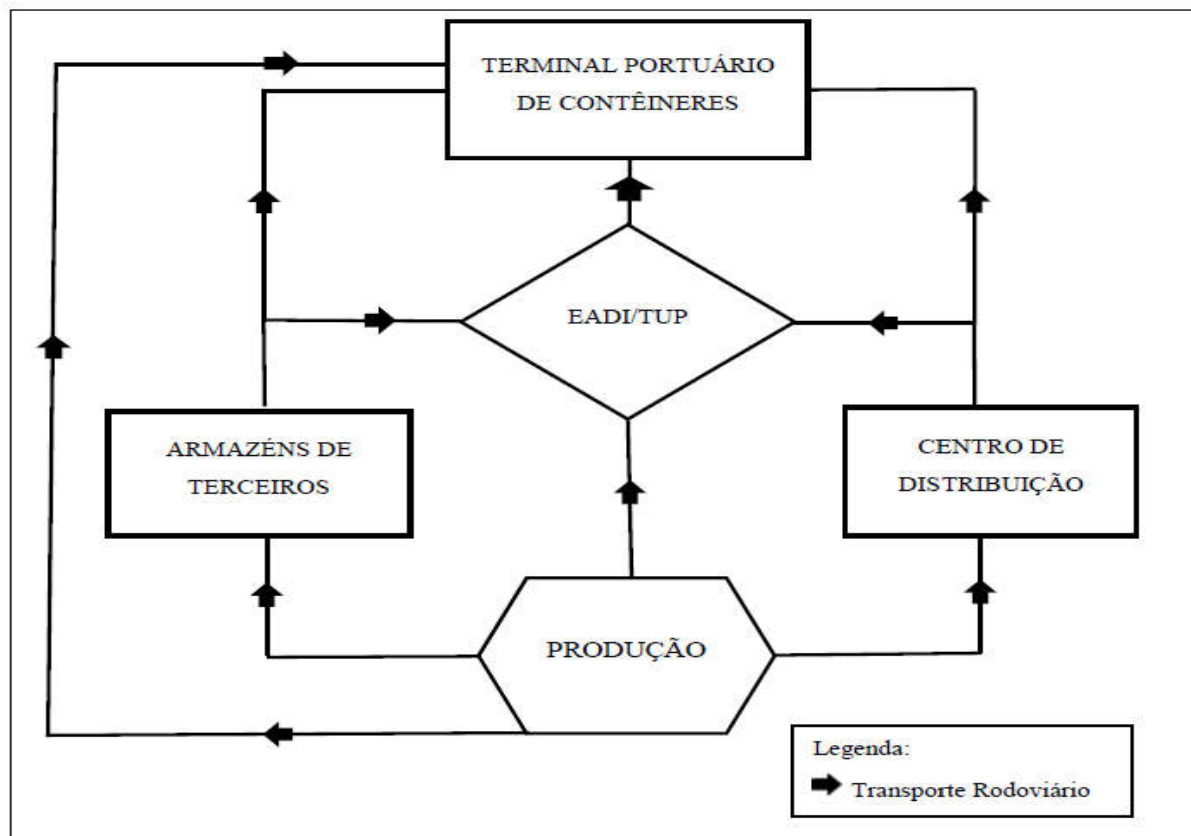 TERMINAL PORTUÁRIO
DE CONTÊINERES
EADI/TUP
ARMAZÉNS DE
TERCEIROS
CENTRO DE
DISTRIBUIÇÃO
PRODUÇÃO
Legenda:
Transporte Rodoviário